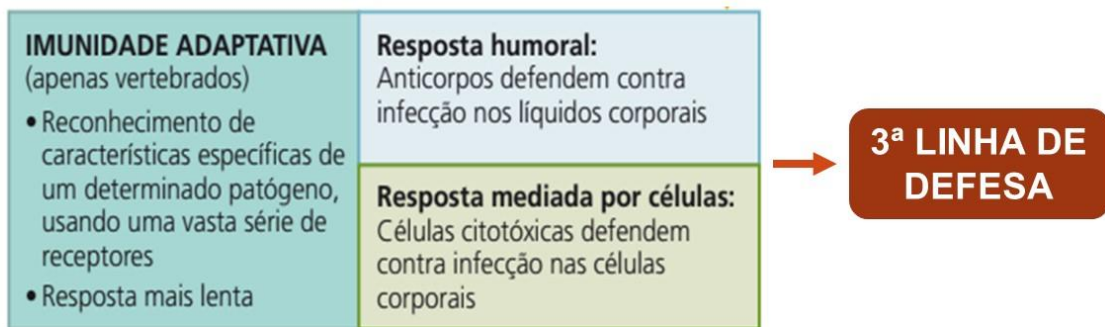 IMUNIDADE ADAPTATIVA
(apenas vertebrados)
• Reconhecimento de
características específicas de
um determinado patógeno,
usando uma vasta série de
receptores
• Resposta mais lenta
Resposta humoral:
Anticorpos defendem contra
infecção nos líquidos corporais
Resposta mediada por células:
Células citotóxicas defendem
contra infecção nas células
corporais
3ª LINHA DE
DEFESA